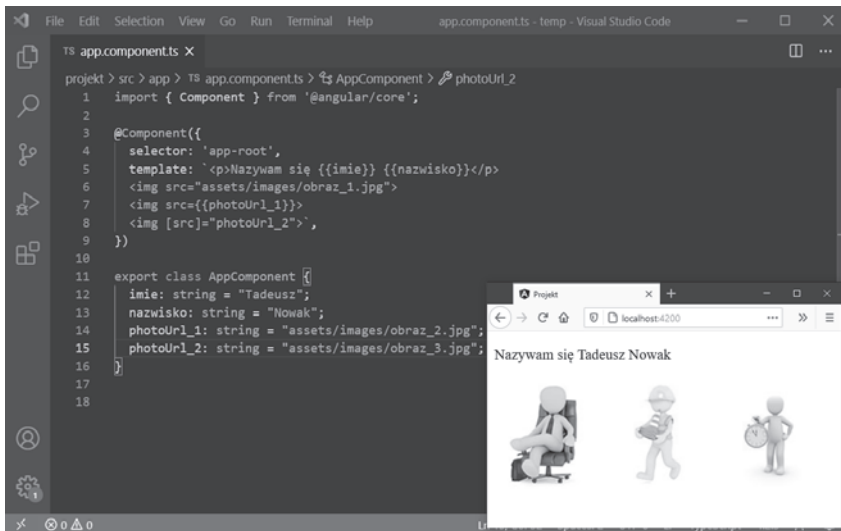 File Edit Selection View Go Run Terminal Help app.component.ts - temp - Visual Studio Code
TS app.component.ts
projekt > src > app > TS app.component.ts > AppComponent > photoUrl_2
1 import { Component } from '@angular/core';
2
3 @Component({
4 selector: 'app-root',
5 template: `<p>Nazywam się {{imie}} {{nazwisko}}</p>
6 <img src="assets/images/obraz_1.jpg">
7 <img src={{photoUrl_1}}>
8 <img [src]="photoUrl_2">`,
9 })
10
11 export class AppComponent {
12 imie: string = "Tadeusz";
13 nazwisko: string = "Nowak";
14 photoUrl_1: string = "assets/images/obraz_2.jpg";
15 photoUrl_2: string = "assets/images/obraz_3.jpg";
16 }
17
18
Projekt
localhost:4200
Nazywam się Tadeusz Nowak
1
0 0